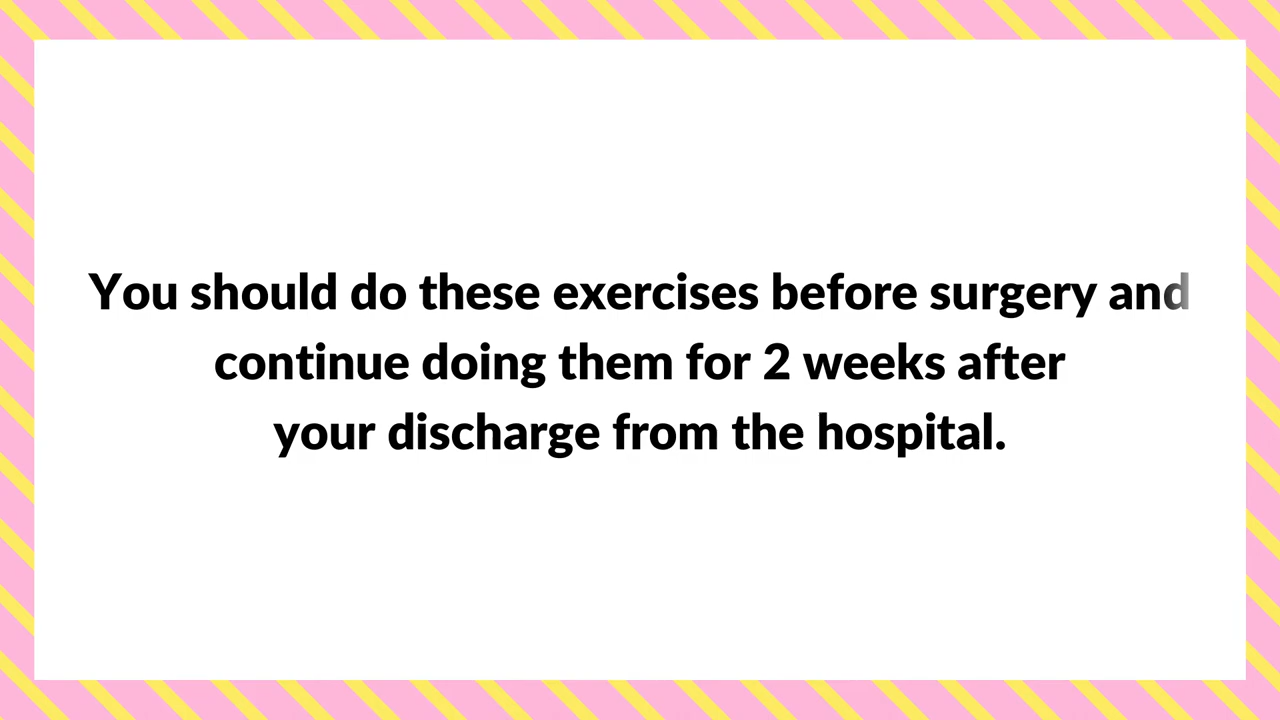 You should do these exercises before surgery and
continue doing them for 2 weeks after
your discharge from the hospital.